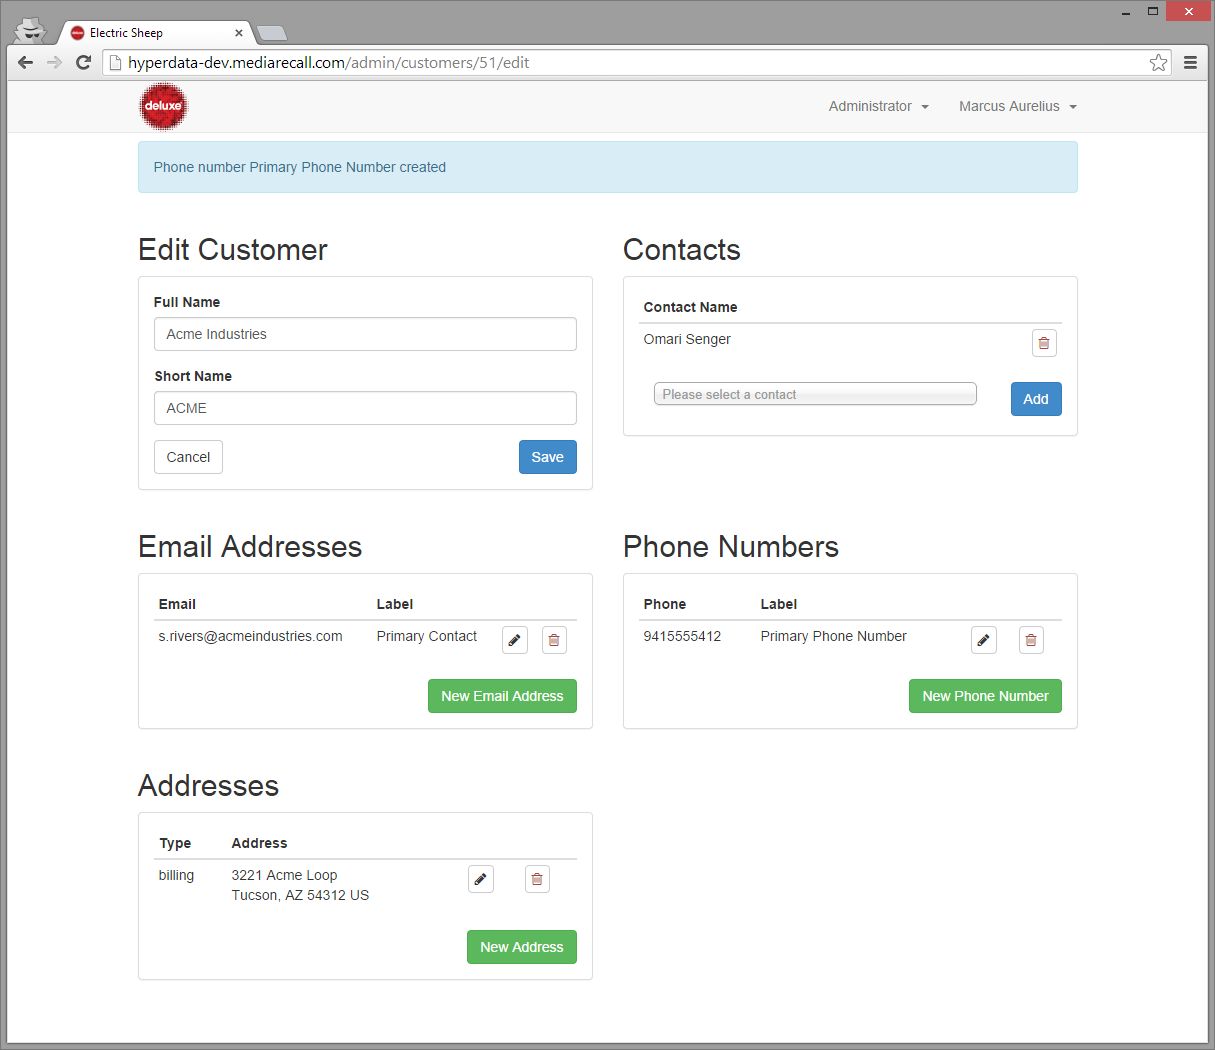 Electric Sheep
hyperdata-dev.mediarecall.com/admin/customers/51/edit
deluxe
Administrator
Marcus Aurelius
Phone number Primary Phone Number created
Edit Customer
Full Name
Acme Industries
Short Name
ACME
Cancel
Save
Contacts
Contact Name
Omari Senger
Please select a contact
Add
Email Addresses
Email Label
s.rivers@acmeindustries.com Primary Contact
New Email Address
Phone Numbers
Phone Label
9415555412 Primary Phone Number
New Phone Number
Addresses
Type Address
billing 3221 Acme Loop
Tucson, AZ 54312 US
New Address